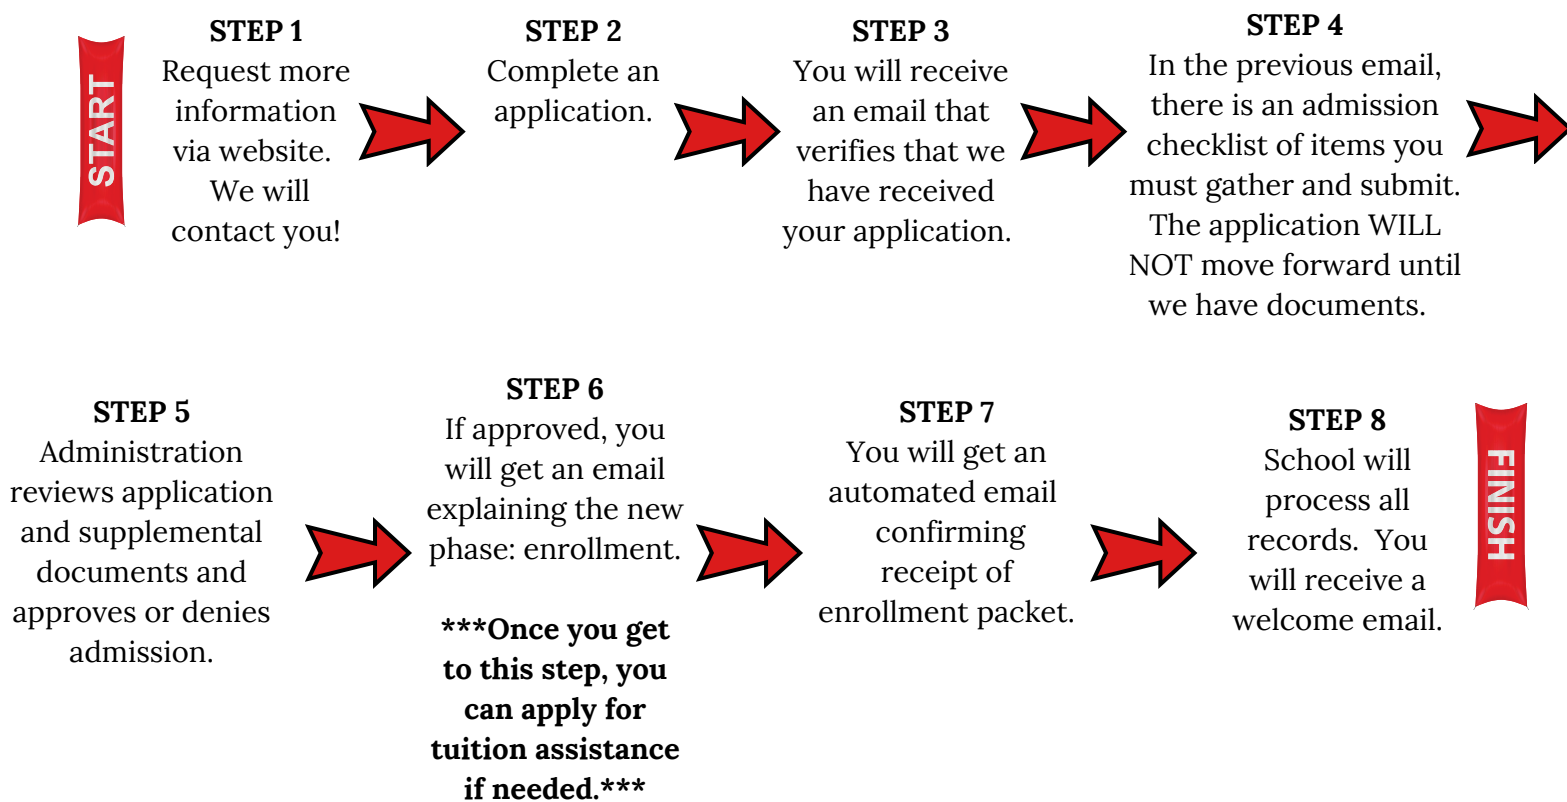 START
STEP 1
Request more
information
via website.
We will
contact you!
STEP 2
Complete an
application.
STEP 3
You will receive
an email that
verifies that we
have received
your application.
STEP 4
In the previous email,
there is an admission
checklist of items you
must gather and submit.
The application WILL
NOT move forward until
we have documents.
STEP 5
Administration
reviews application
and supplemental
documents and
approves or denies
admission.
STEP 6
If approved, you
will get an email
explaining the new
phase: enrollment.
***Once you get
to this step, you
can apply for
tuition assistance
if needed.***
STEP 7
You will get an
automated email
confirming
receipt of
enrollment packet.
STEP 8
School will
process all
records.  You
will receive a
welcome email.
FINISH